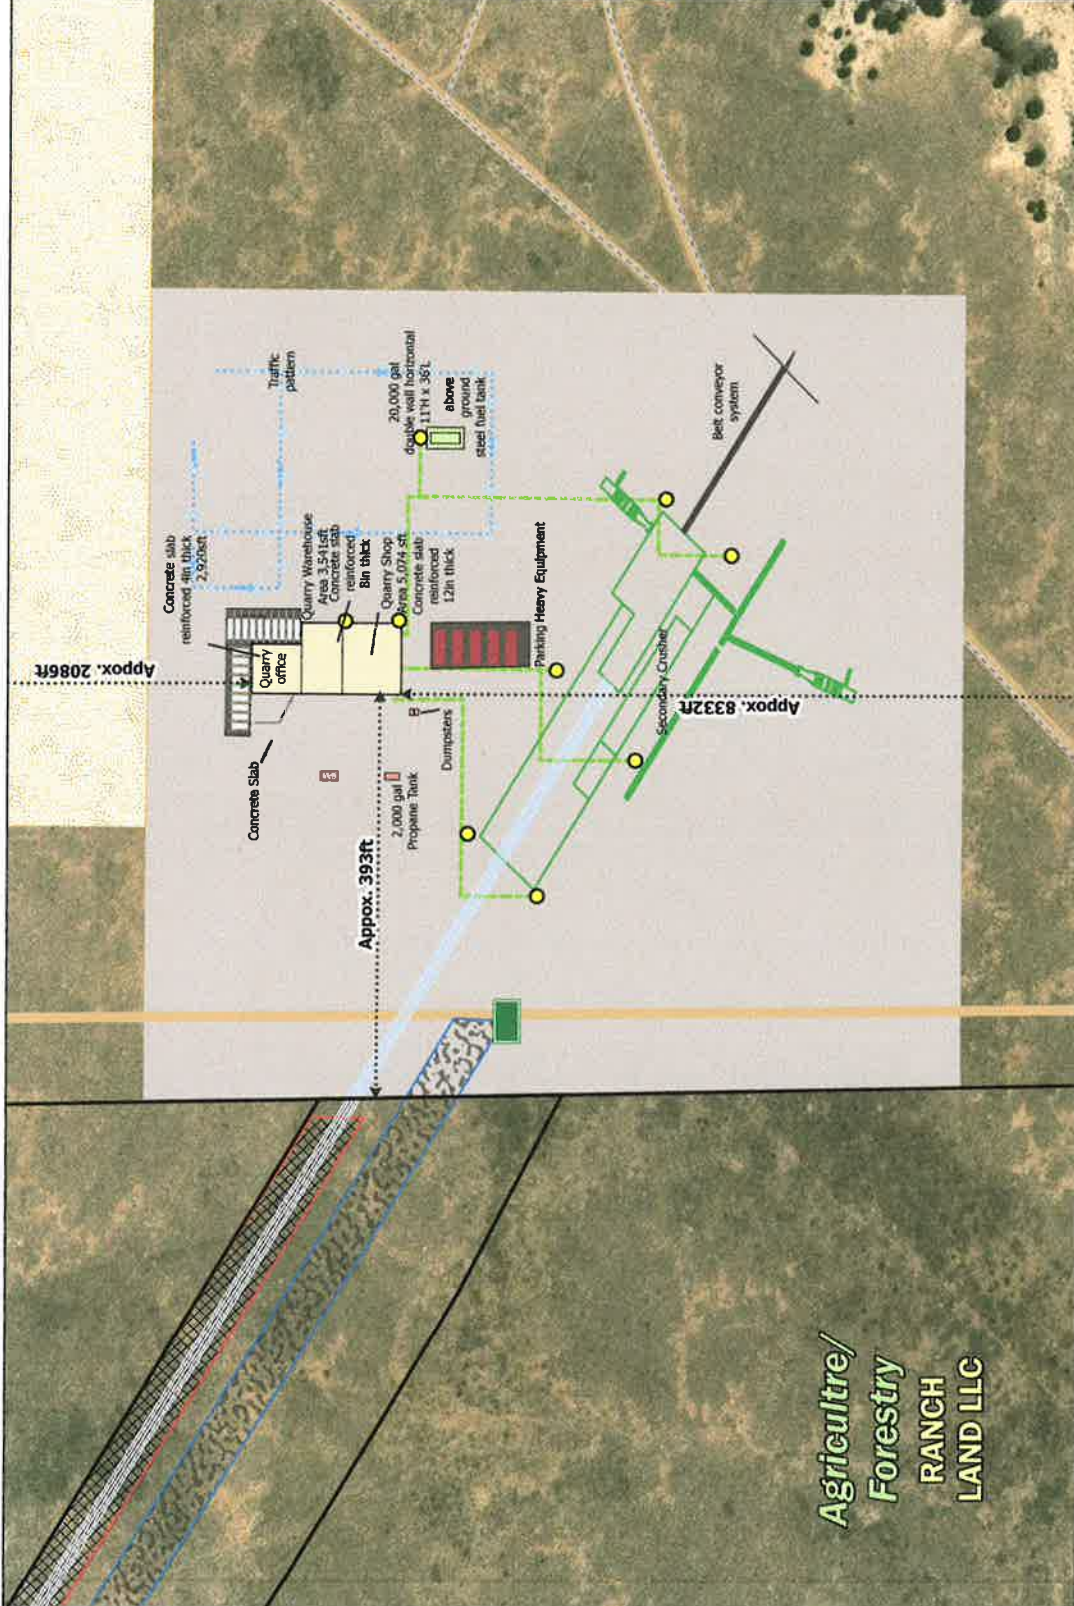 Appox. 2086ft
Concrete slab
reinforced 4in thick
2,920sft
Traffic
pattern
Quarry
office
Concrete Slab
Quarry Warehouse
Area 3,541sft
Concrete slab
reinforced
8in thick
Quarry Shop
Area 5,074 sft
Concrete slab
reinforced
12in thick
20,000 gal
double wall horizontal
11'H x 36'L
above
ground
steel fuel tank
2,000 gal
Propane Tank
Dumpsters
Parking Heavy Equipment
Appox. 393ft
Secondary Crusher
Appox. 8332ft
Belt conveyor
system
Agricultre/
Forestry
RANCH
LAND LLC